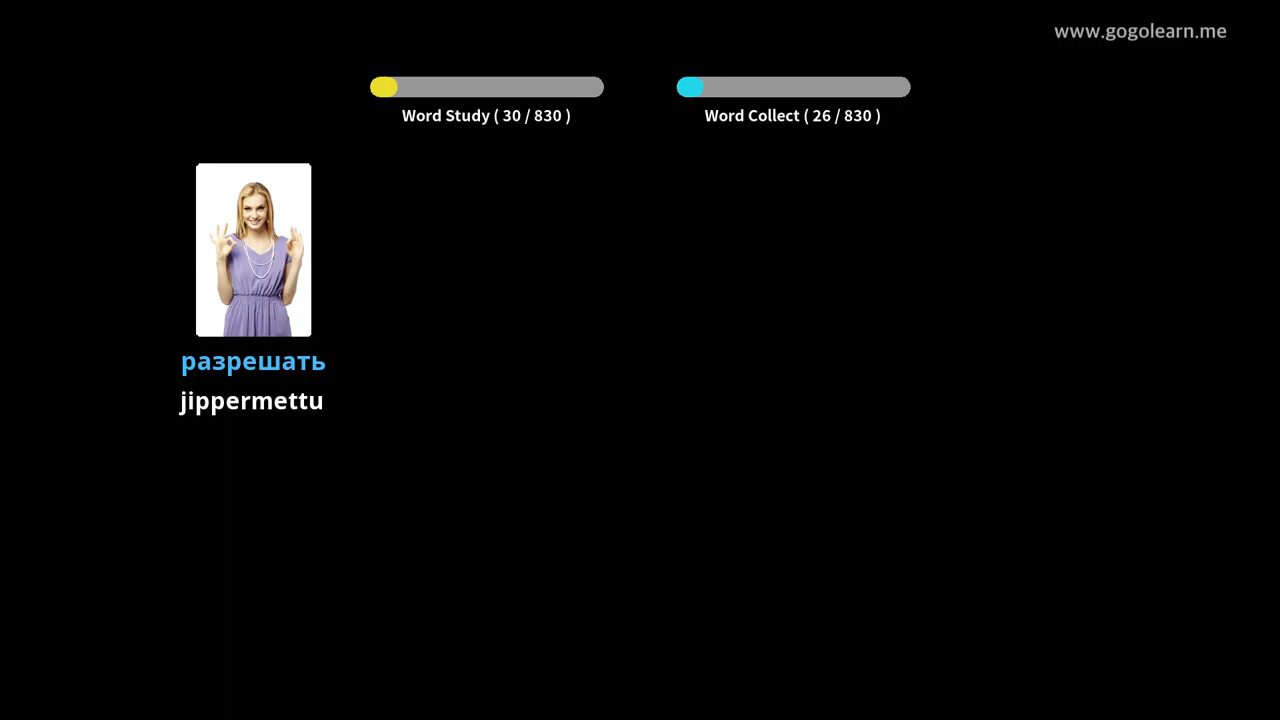 www.gogolearn.me
Word Study ( 30 / 830 )
Word Collect ( 26 / 830 )
разрешать
jippermettu